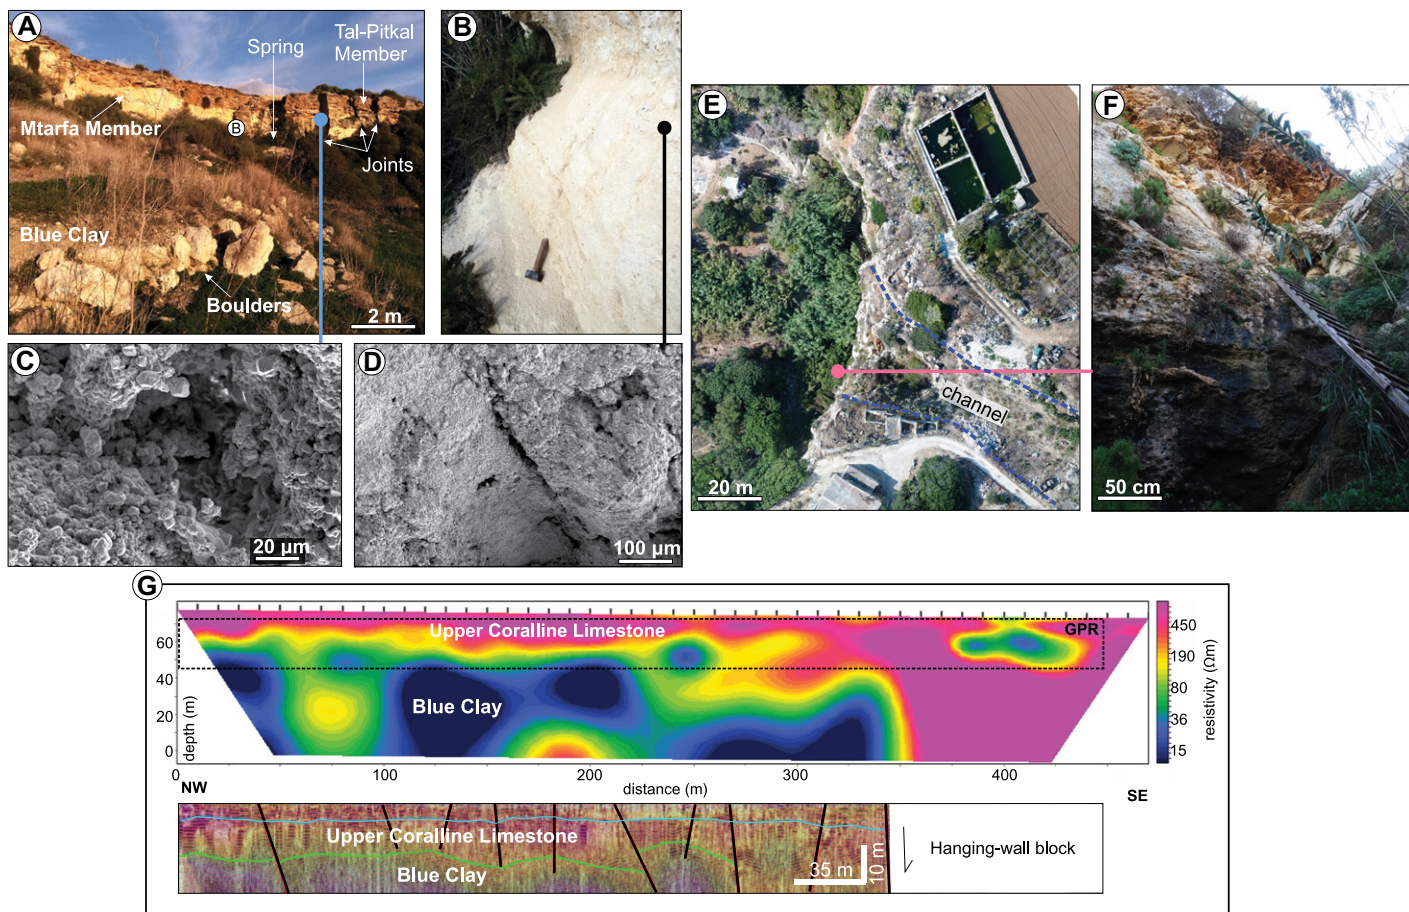 A
Spring
Tal-Pitkal
Member
Mtarfa Member
B
Joints
Blue Clay
Boulders
2 m
B
C
20 µm
D
100 µm
E
channel
20 m
F
50 cm
G
Upper Coralline Limestone
GPR
Blue Clay
60
40
20
0
depth (m)
0
100
200
300
400
NW
distance (m)
SE
450
190
80
36
15
resistivity (Ωm)
Upper Coralline Limestone
Blue Clay
35 m
10 m
Hanging-wall block